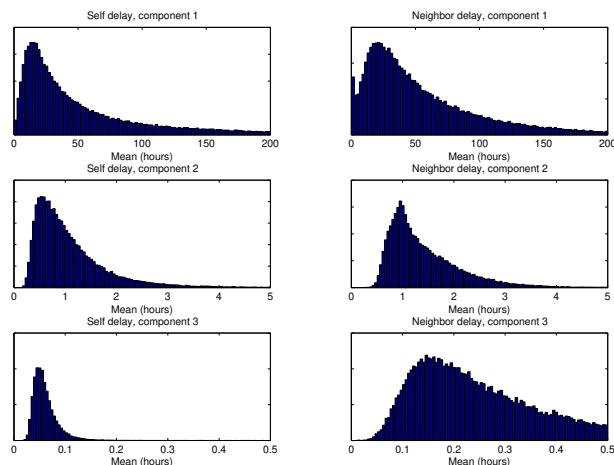 Self delay, component 1
0 50 100 150 200
Mean (hours)
Neighbor delay, component 1
0 50 100 150 200
Mean (hours)
Self delay, component 2
0 1 2 3 4 5
Mean (hours)
Neighbor delay, component 2
0 1 2 3 4 5
Mean (hours)
Self delay, component 3
0 0.1 0.2 0.3 0.4 0.5
Mean (hours)
Neighbor delay, component 3
0 0.1 0.2 0.3 0.4 0.5
Mean (hours)